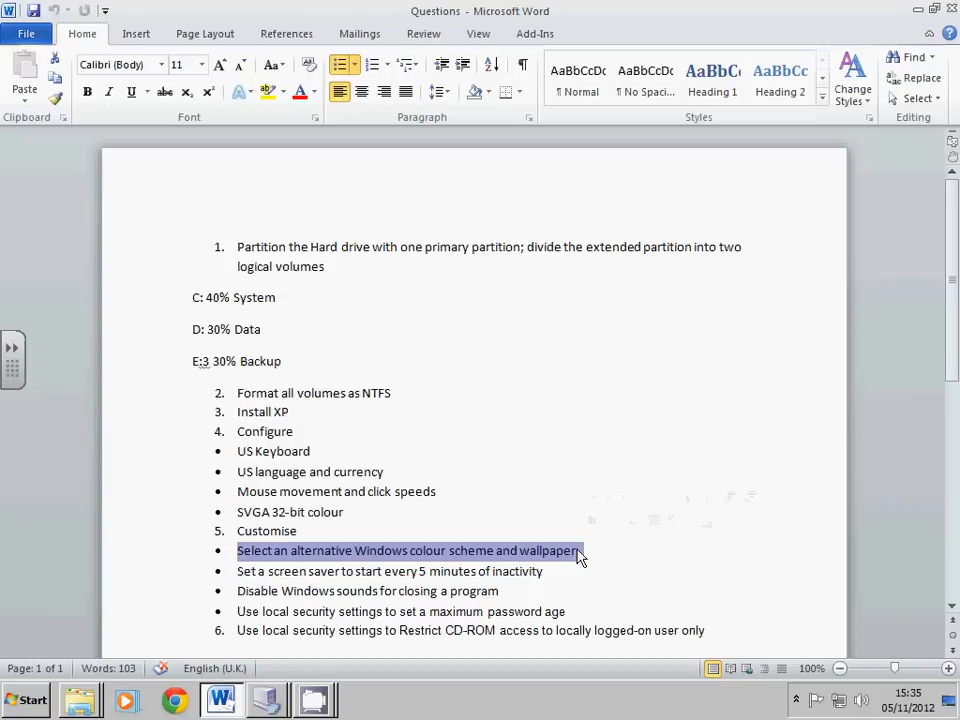 Questions - Microsoft Word
File Home Insert Page Layout References Mailings Review View Add-Ins
Calibri (Body) 11 Aa
Find
Paste
B I U abc x₂ x² A A
AaBbCcDc AaBbCcDc AaBbCc AaBbCc
¶ Normal ¶ No Spaci... Heading 1 Heading 2
Change Styles
Replace
Select
Clipboard Font Paragraph Styles Editing
1. Partition the Hard drive with one primary partition; divide the extended partition into two
logical volumes
C: 40% System
D: 30% Data
E:3 30% Backup
2. Format all volumes as NTFS
3. Install XP
4. Configure
• US Keyboard
• US language and currency
• Mouse movement and click speeds
• SVGA 32-bit colour
5. Customise
• Select an alternative Windows colour scheme and wallpaper
• Set a screen saver to start every 5 minutes of inactivity
• Disable Windows sounds for closing a program
• Use local security settings to set a maximum password age
6. Use local security settings to Restrict CD-ROM access to locally logged-on user only
Page: 1 of 1 Words: 103 English (U.K.) 100%
Start
15:35
05/11/2012